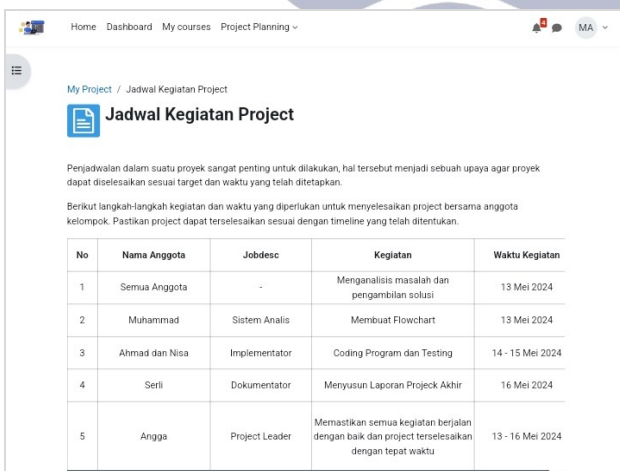 Home Dashboard My courses Project Planning
4
MA
My Project / Jadwal Kegiatan Project
Jadwal Kegiatan Project
Penjadwalan dalam suatu proyek sangat penting untuk dilakukan, hal tersebut menjadi sebuah upaya agar proyek
dapat diselesaikan sesuai target dan waktu yang telah ditetapkan.
Berikut langkah-langkah kegiatan dan waktu yang diperlukan untuk menyelesaikan project bersama anggota
kelompok. Pastikan project dapat terselesaikan sesuai dengan timeline yang telah ditentukan.
No Nama Anggota Jobdesc Kegiatan Waktu Kegiatan
1 Semua Anggota - Menganalisis masalah dan
pengambilan solusi 13 Mei 2024
2 Muhammad Sistem Analis Membuat Flowchart 13 Mei 2024
3 Ahmad dan Nisa Implementator Coding Program dan Testing 14 - 15 Mei 2024
4 Serli Dokumentator Menyusun Laporan Projeck Akhir 16 Mei 2024
5 Angga Project Leader Memastikan semua kegiatan berjalan
dengan baik dan project terselesaikan
dengan tepat waktu 13 - 16 Mei 2024